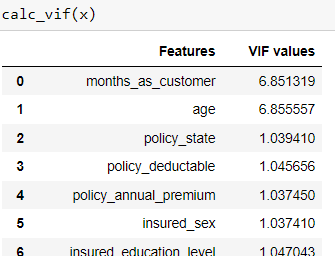 calc_vif(x)
Features VIF values
0 months_as_customer 6.851319
1 age 6.855557
2 policy_state 1.039410
3 policy_deductable 1.045656
4 policy_annual_premium 1.037450
5 insured_sex 1.037410
6 insured_education_level 1.047043